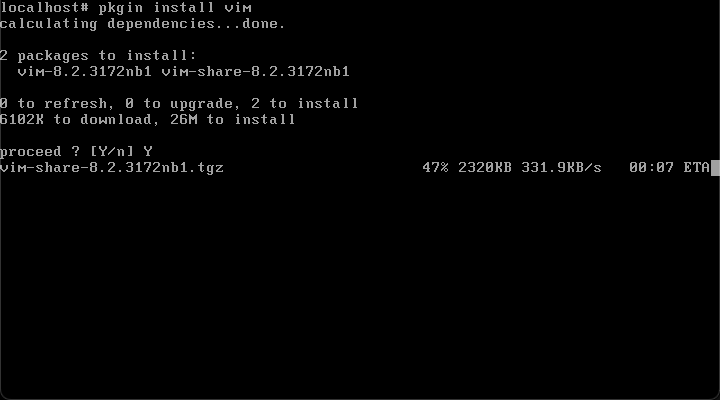 localhost# pkgin install vim
calculating dependencies...done.
2 packages to install:
vim-8.2.3172nb1 vim-share-8.2.3172nb1
0 to refresh, 0 to upgrade, 2 to install
6102K to download, 26M to install
proceed ? [Y/n] Y
vim-share-8.2.3172nb1.tgz 47% 2320KB 331.9KB/s 00:07 ETA